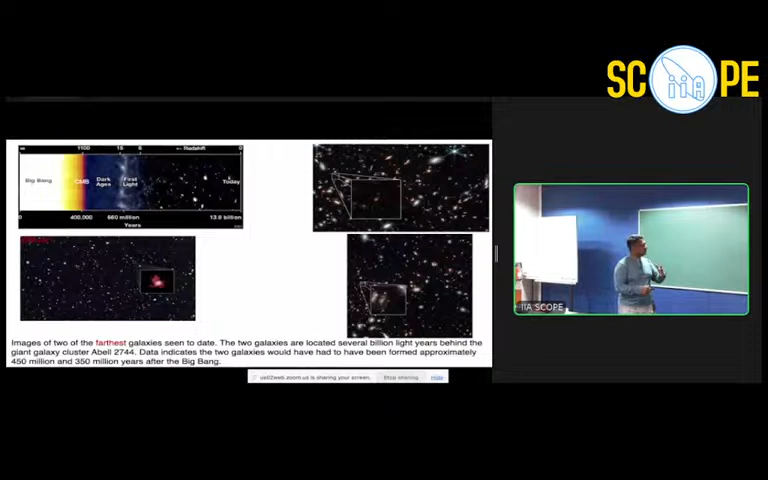 SC iiA PE
1100 18 6 ← Redshift 0
Big Bang CMB Dark Ages First Light Today
0 400,000 660 million 13.9 billion
Years
Images of two of the farthest galaxies seen to date. The two galaxies are located several billion light years behind the
giant galaxy cluster Abell 2744. Data indicates the two galaxies would have had to have been formed approximately
450 million and 350 million years after the Big Bang.
IIA SCOPE
us02web.zoom.us is sharing your screen. Stop sharing Hide